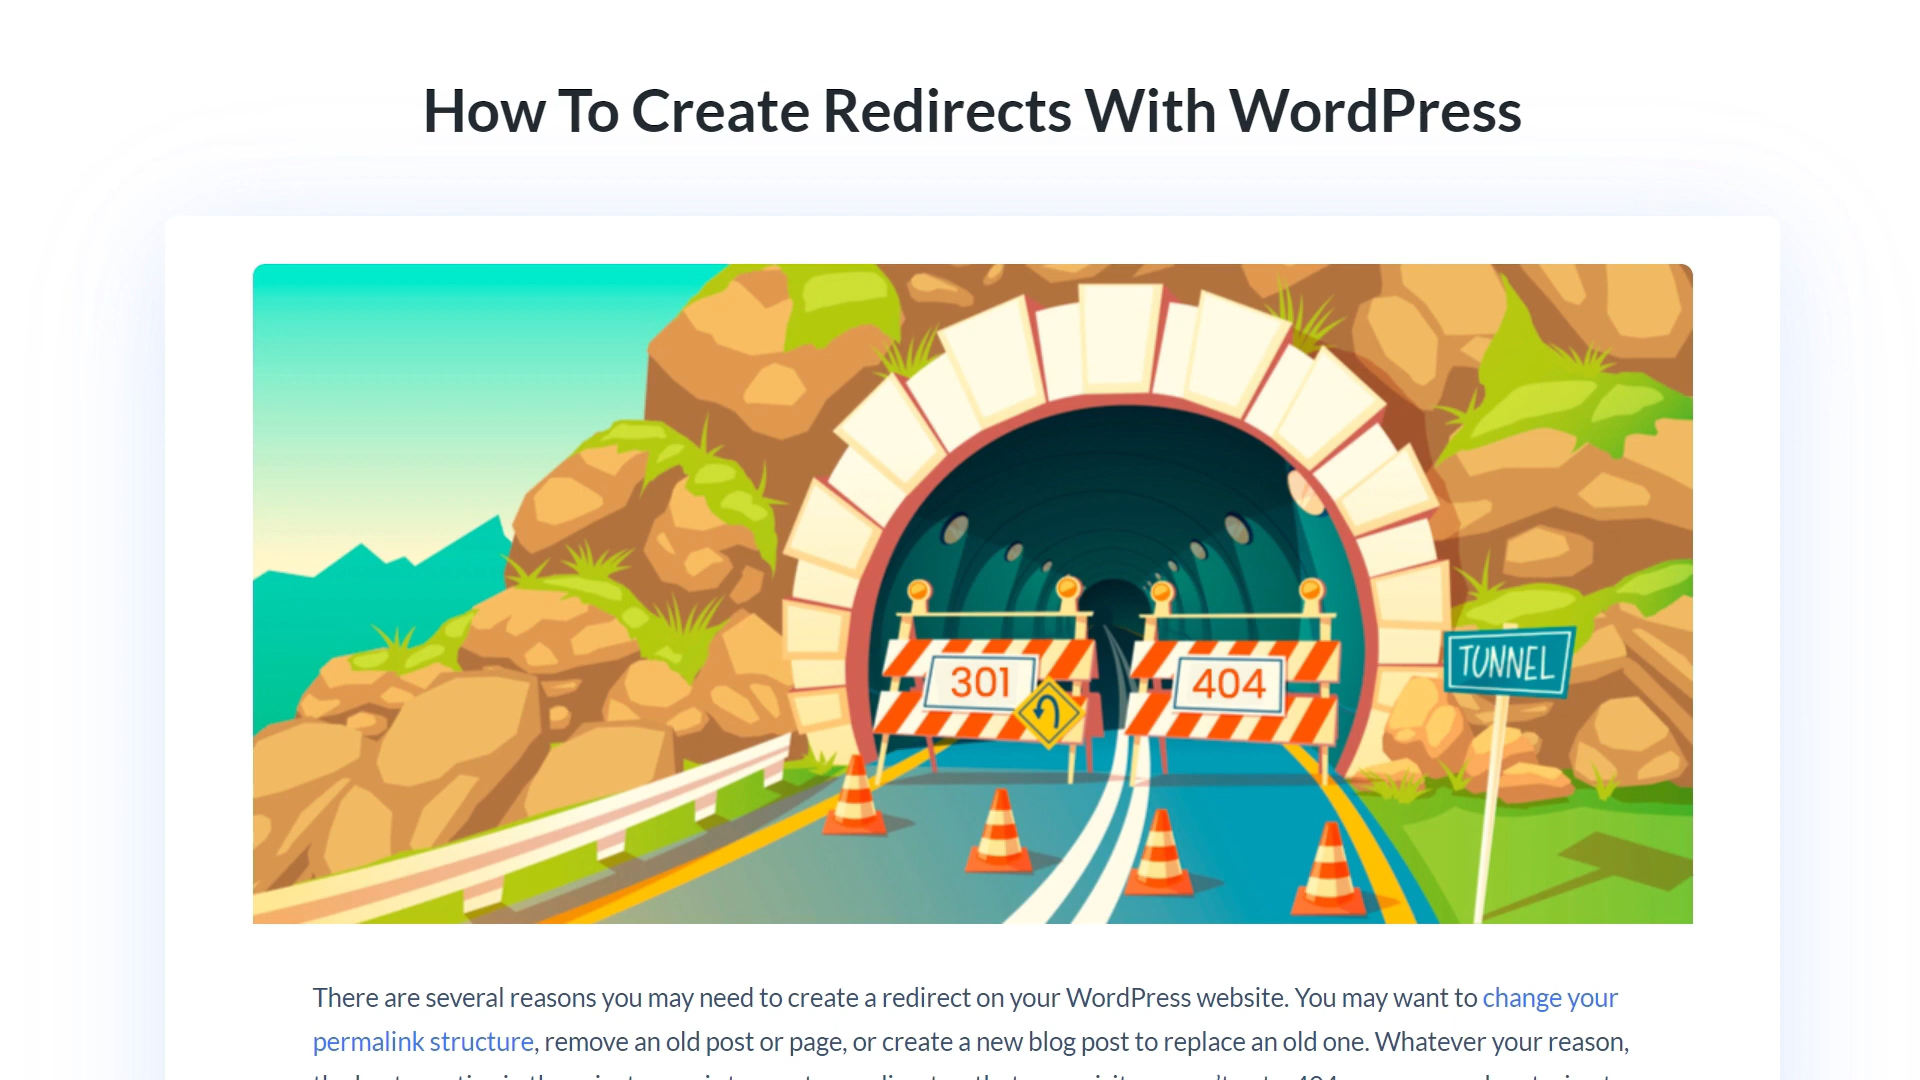 How To Create Redirects With WordPress
301
404
TUNNEL
There are several reasons you may need to create a redirect on your WordPress website. You may want to change your
permalink structure, remove an old post or page, or create a new blog post to replace an old one. Whatever your reason,